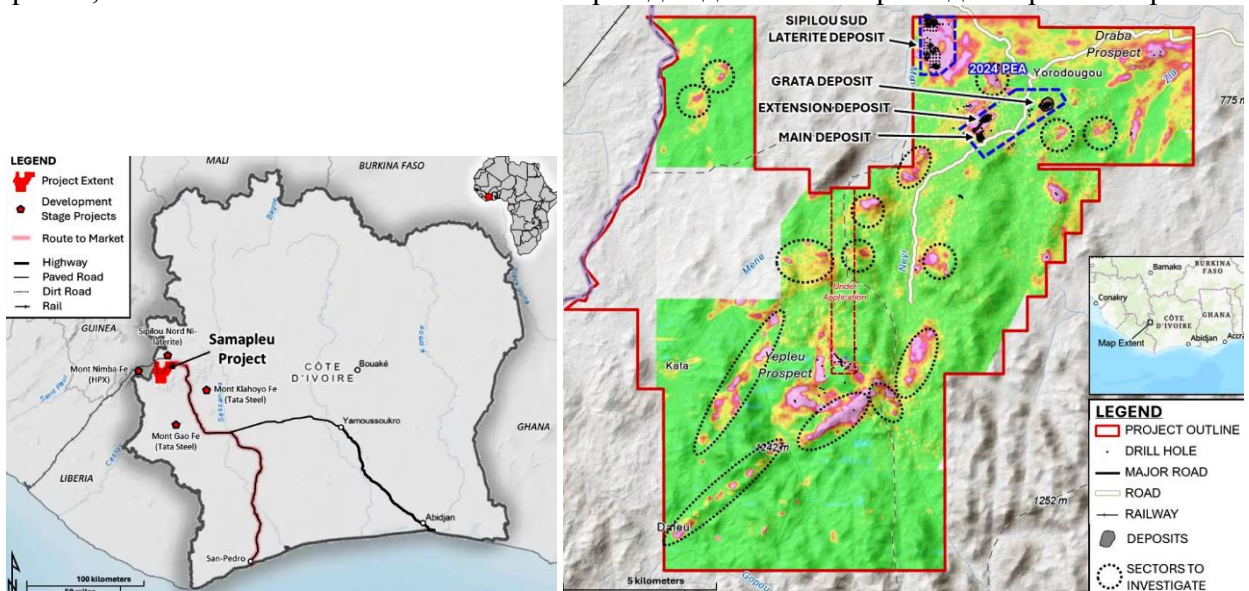 LEGEND
Project Extent
Development
Stage Projects
Route to Market
Highway
Paved Road
Dirt Road
Rail
MALI
BURKINA FASO
GUINEA
Sipilou Nord Ni-
laterite)
Samapleu
Project
Mont Nimba Fe
(HPX)
Mont Klahoyo Fe
(Tata Steel)
Mont Gao Fe
(Tata Steel)
CÔTE
D'IVOIRE
Bouaké
Komoe
Yamoussoukro
GHANA
LIBERIA
Abidjan
San-Pedro
100 kilometers
N
SIPILOU SUD
LATERITE DEPOSIT
Draba
Prospect
2024 PEA
Yorodougou
GRATA DEPOSIT
EXTENSION DEPOSIT
MAIN DEPOSIT
775 m
Mené
Neyi
Under
Application
Kata
Yepleu
Prospect
1242 m
1252 m
Gopou
5 kilometers
BURKINA
FASO
Bamako
Conakry
CÔTE
D'IVOIRE
GHANA
Accra
Abidjan
Map Extent
LEGEND
PROJECT OUTLINE
DRILL HOLE
MAJOR ROAD
ROAD
RAILWAY
DEPOSITS
SECTORS TO
INVESTIGATE